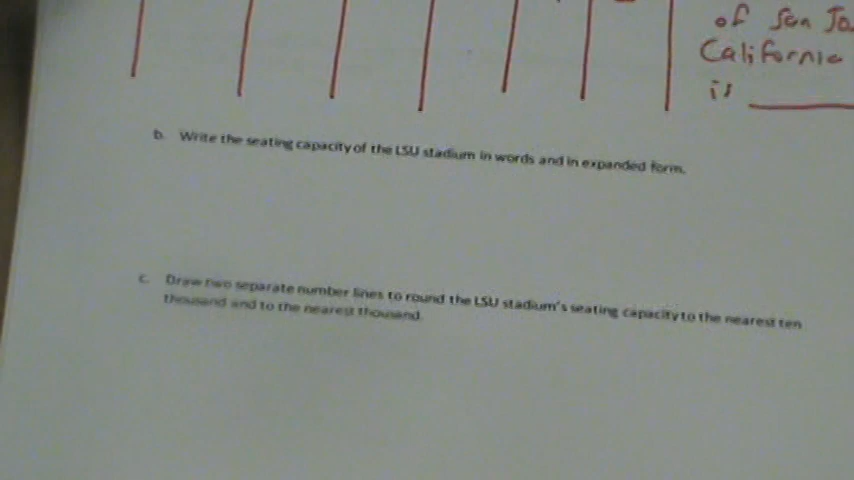 of San Jo
California
is
b. Write the seating capacity of the LSU stadium in words and in expanded form.
c. Draw two separate number lines to round the LSU stadium's seating capacity to the nearest ten
thousand and to the nearest thousand.